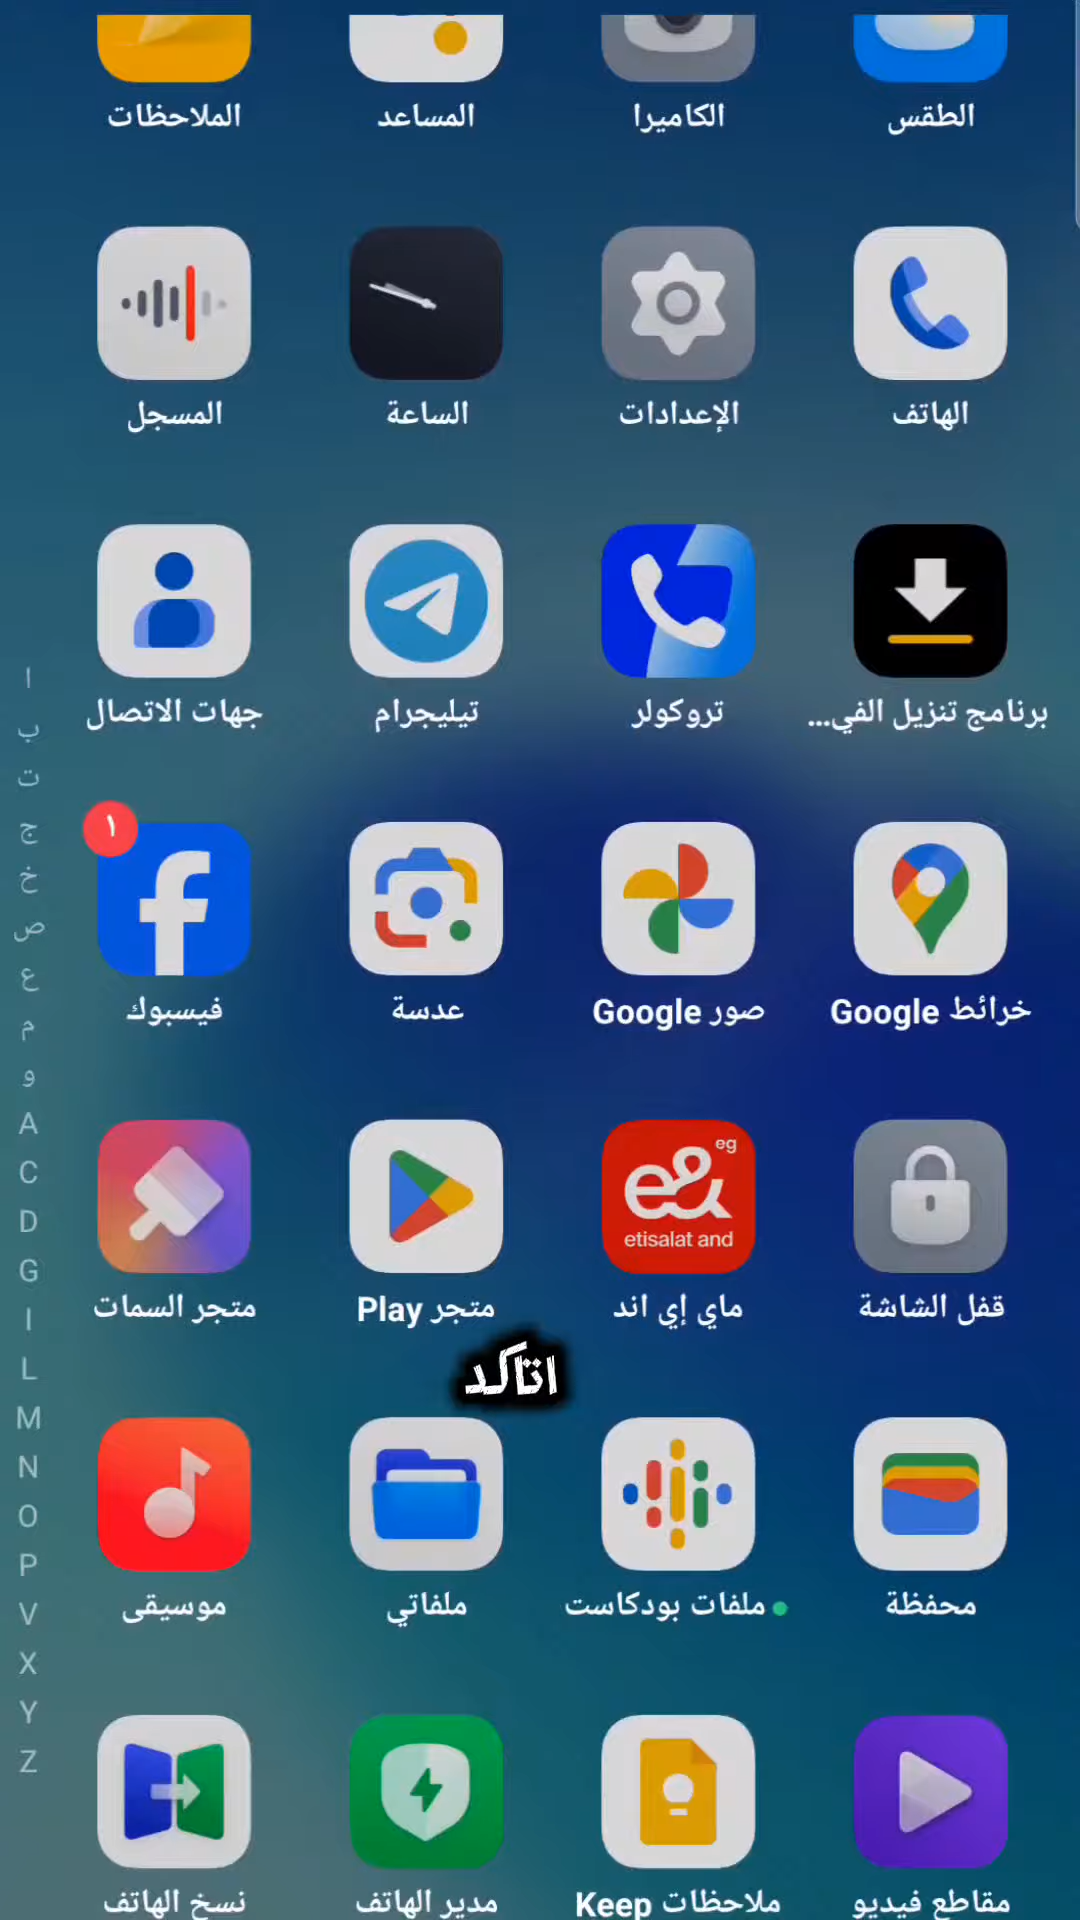 الطقس الكاميرا المساعد الملاحظات
الهاتف الإعدادات الساعة المسجل
برنامج تنزيل الفي... تروكولر تيليجرام جهات الاتصال
١
خرائط Google صور Google عدسة فيسبوك
eg
e&
etisalat and
قفل الشاشة ماي إي اند متجر Play متجر السمات
اتاكد
محفظة ملفات بودكاست ملفاتي موسيقى
مقاطع فيديو ملاحظات Keep مدير الهاتف نسخ الهاتف
ا
ب
ت
ج
خ
ص
ع
م
و
A
C
D
G
I
L
M
N
O
P
V
X
Y
Z